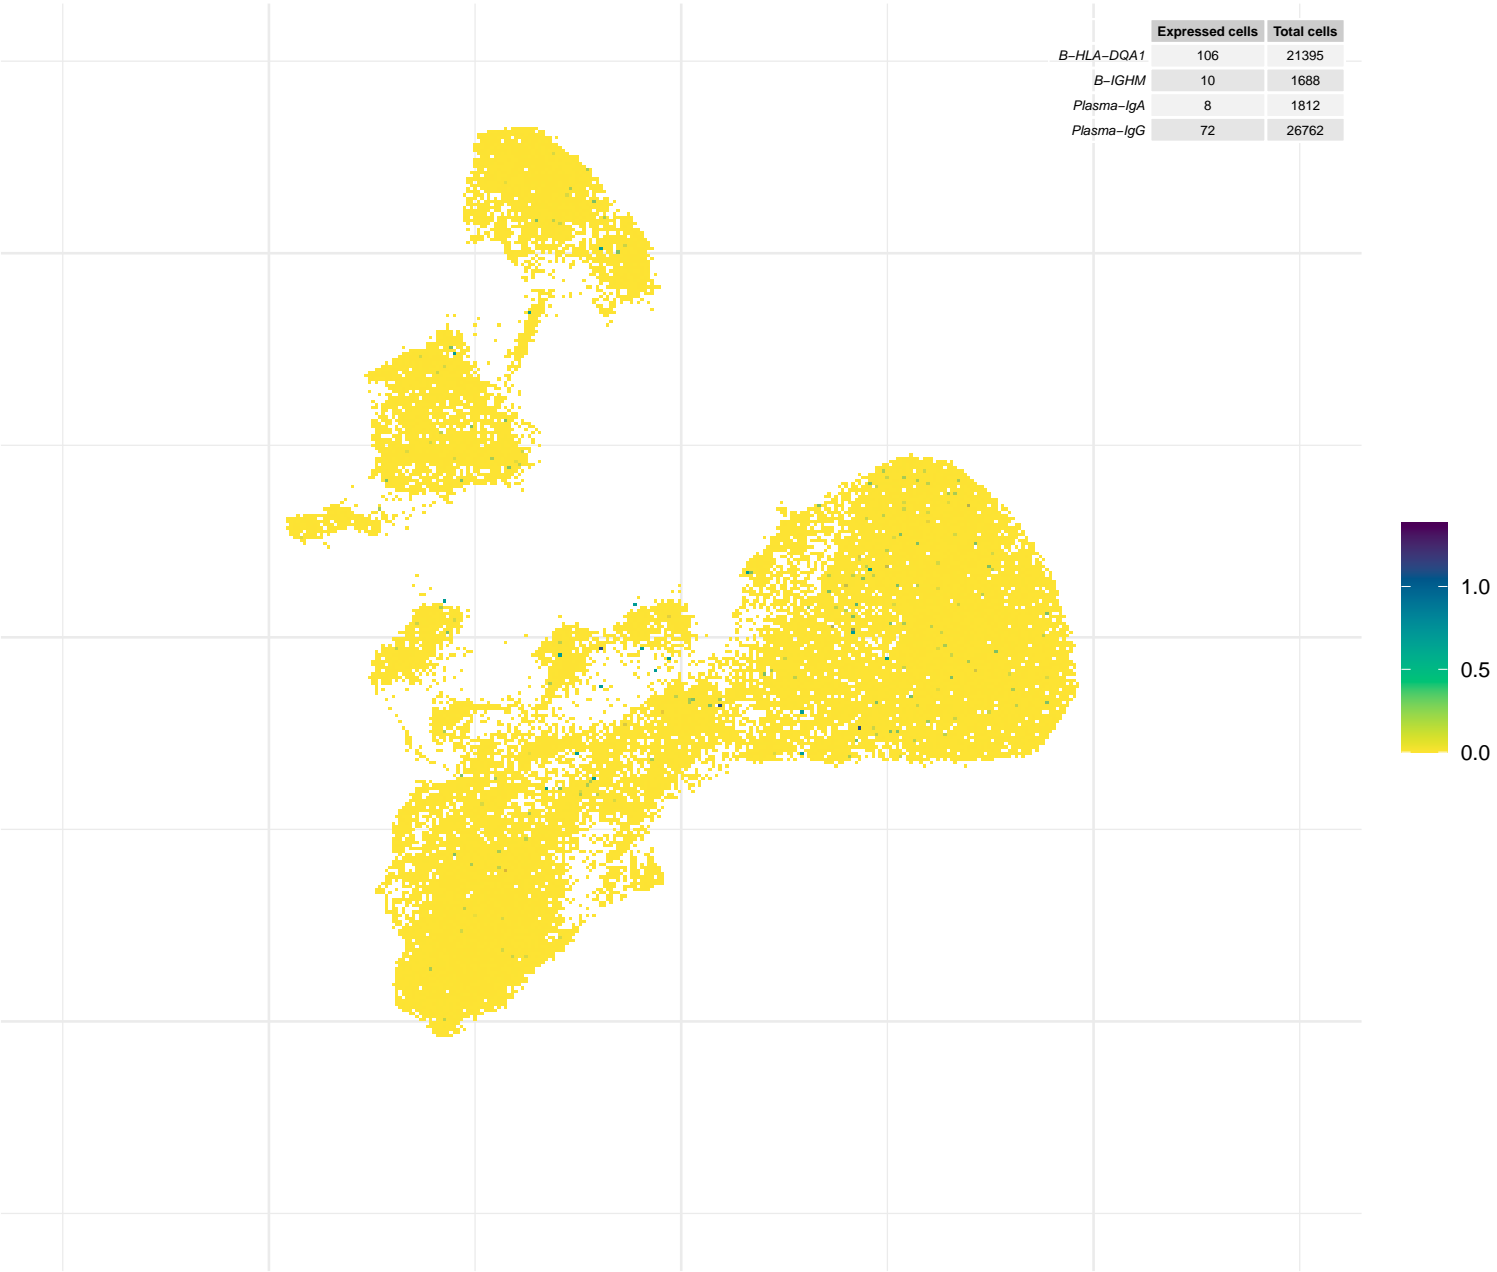 Expressed cells Total cells
B−HLA−DQA1 106 21395
B−IGHM 10 1688
Plasma−IgA 8 1812
Plasma−IgG 72 26762
1.0
0.5
0.0